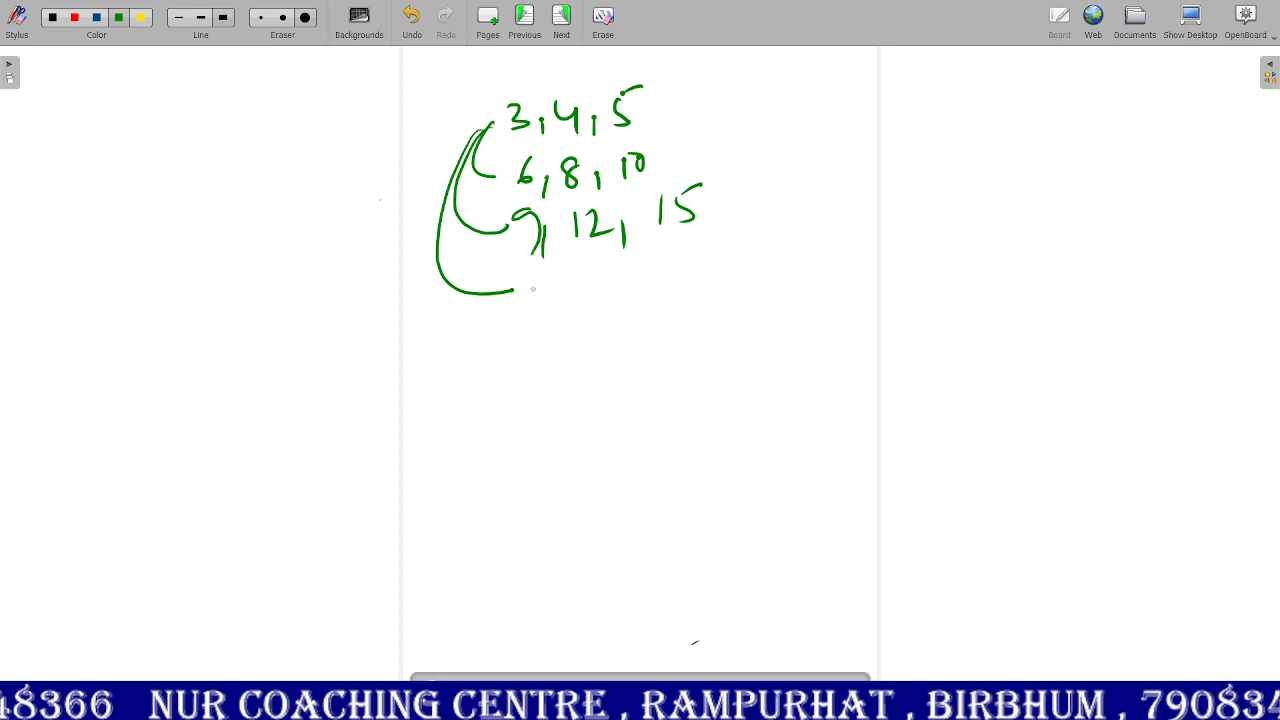 Stylus Color Line Eraser Backgrounds Undo Redo Pages Previous Next Erase Board Web Documents Show Desktop OpenBoard
3, 4, 5
6, 8, 10
9, 12, 15
48366 NUR COACHING CENTRE , RAMPURHAT , BIRBHUM , 790834